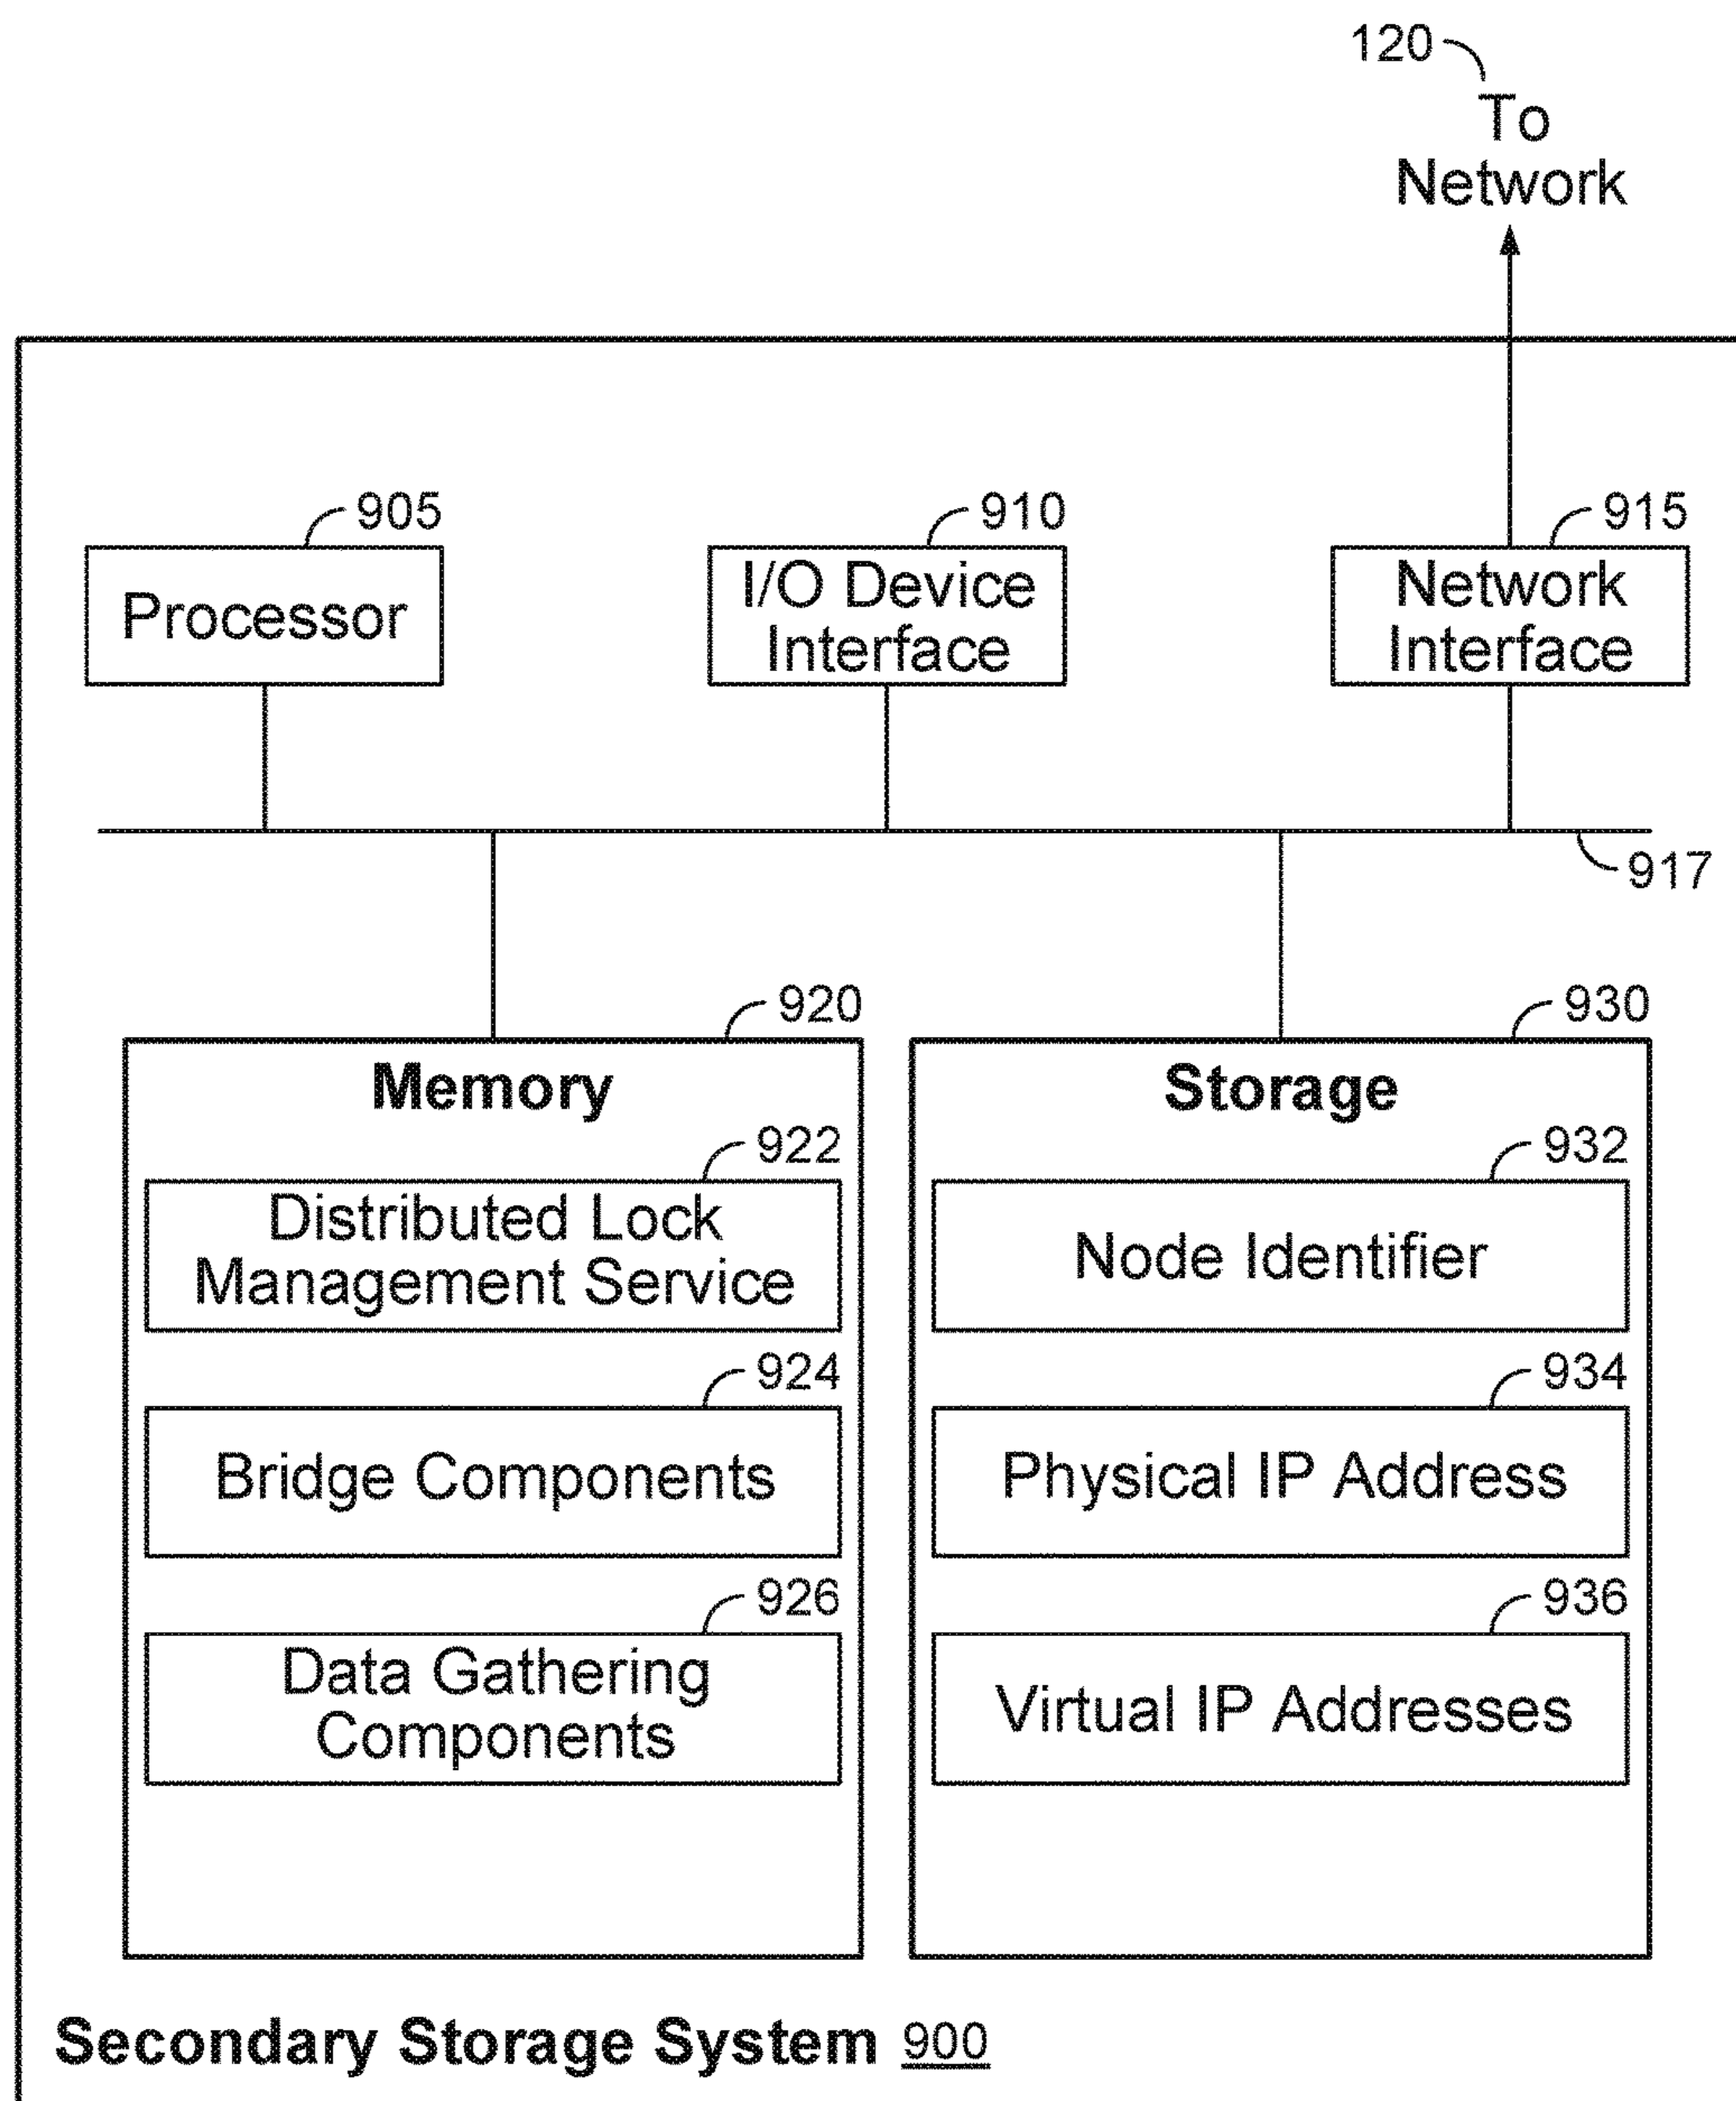 120
To
Network
905
910
915
Processor
I/O Device
Interface
Network
Interface
917
920
930
Memory
Storage
922
932
Distributed Lock
Management Service
Node Identifier
924
934
Bridge Components
Physical IP Address
926
936
Data Gathering
Components
Virtual IP Addresses
Secondary Storage System 900